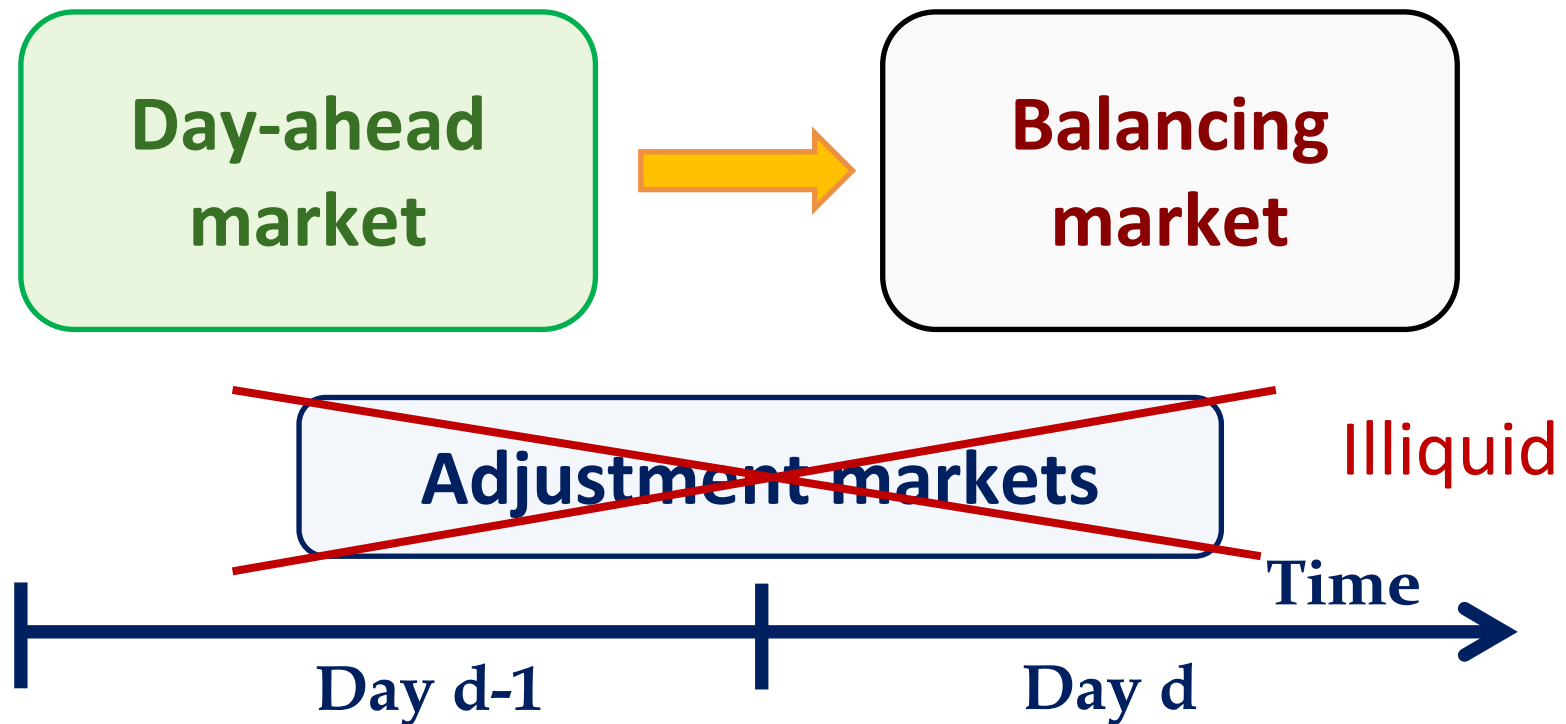 Day-ahead
market
Balancing
market
Adjustment markets
Illiquid
Time
Day d-1
Day d